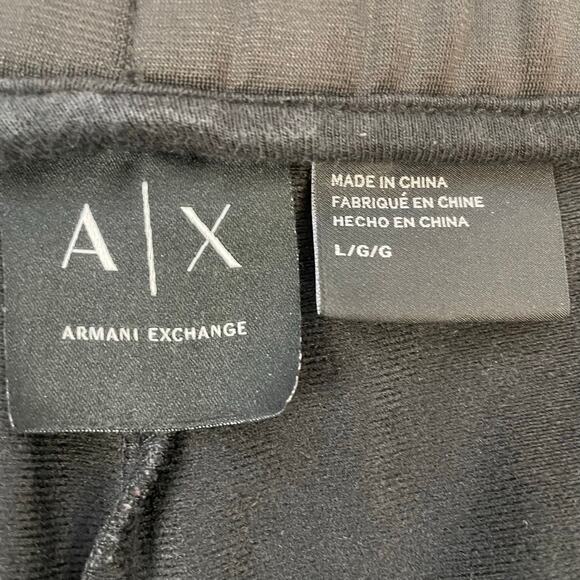 A|X
ARMANI EXCHANGE
MADE IN CHINA
FABRIQUÉ EN CHINE
HECHO EN CHINA
L/G/G